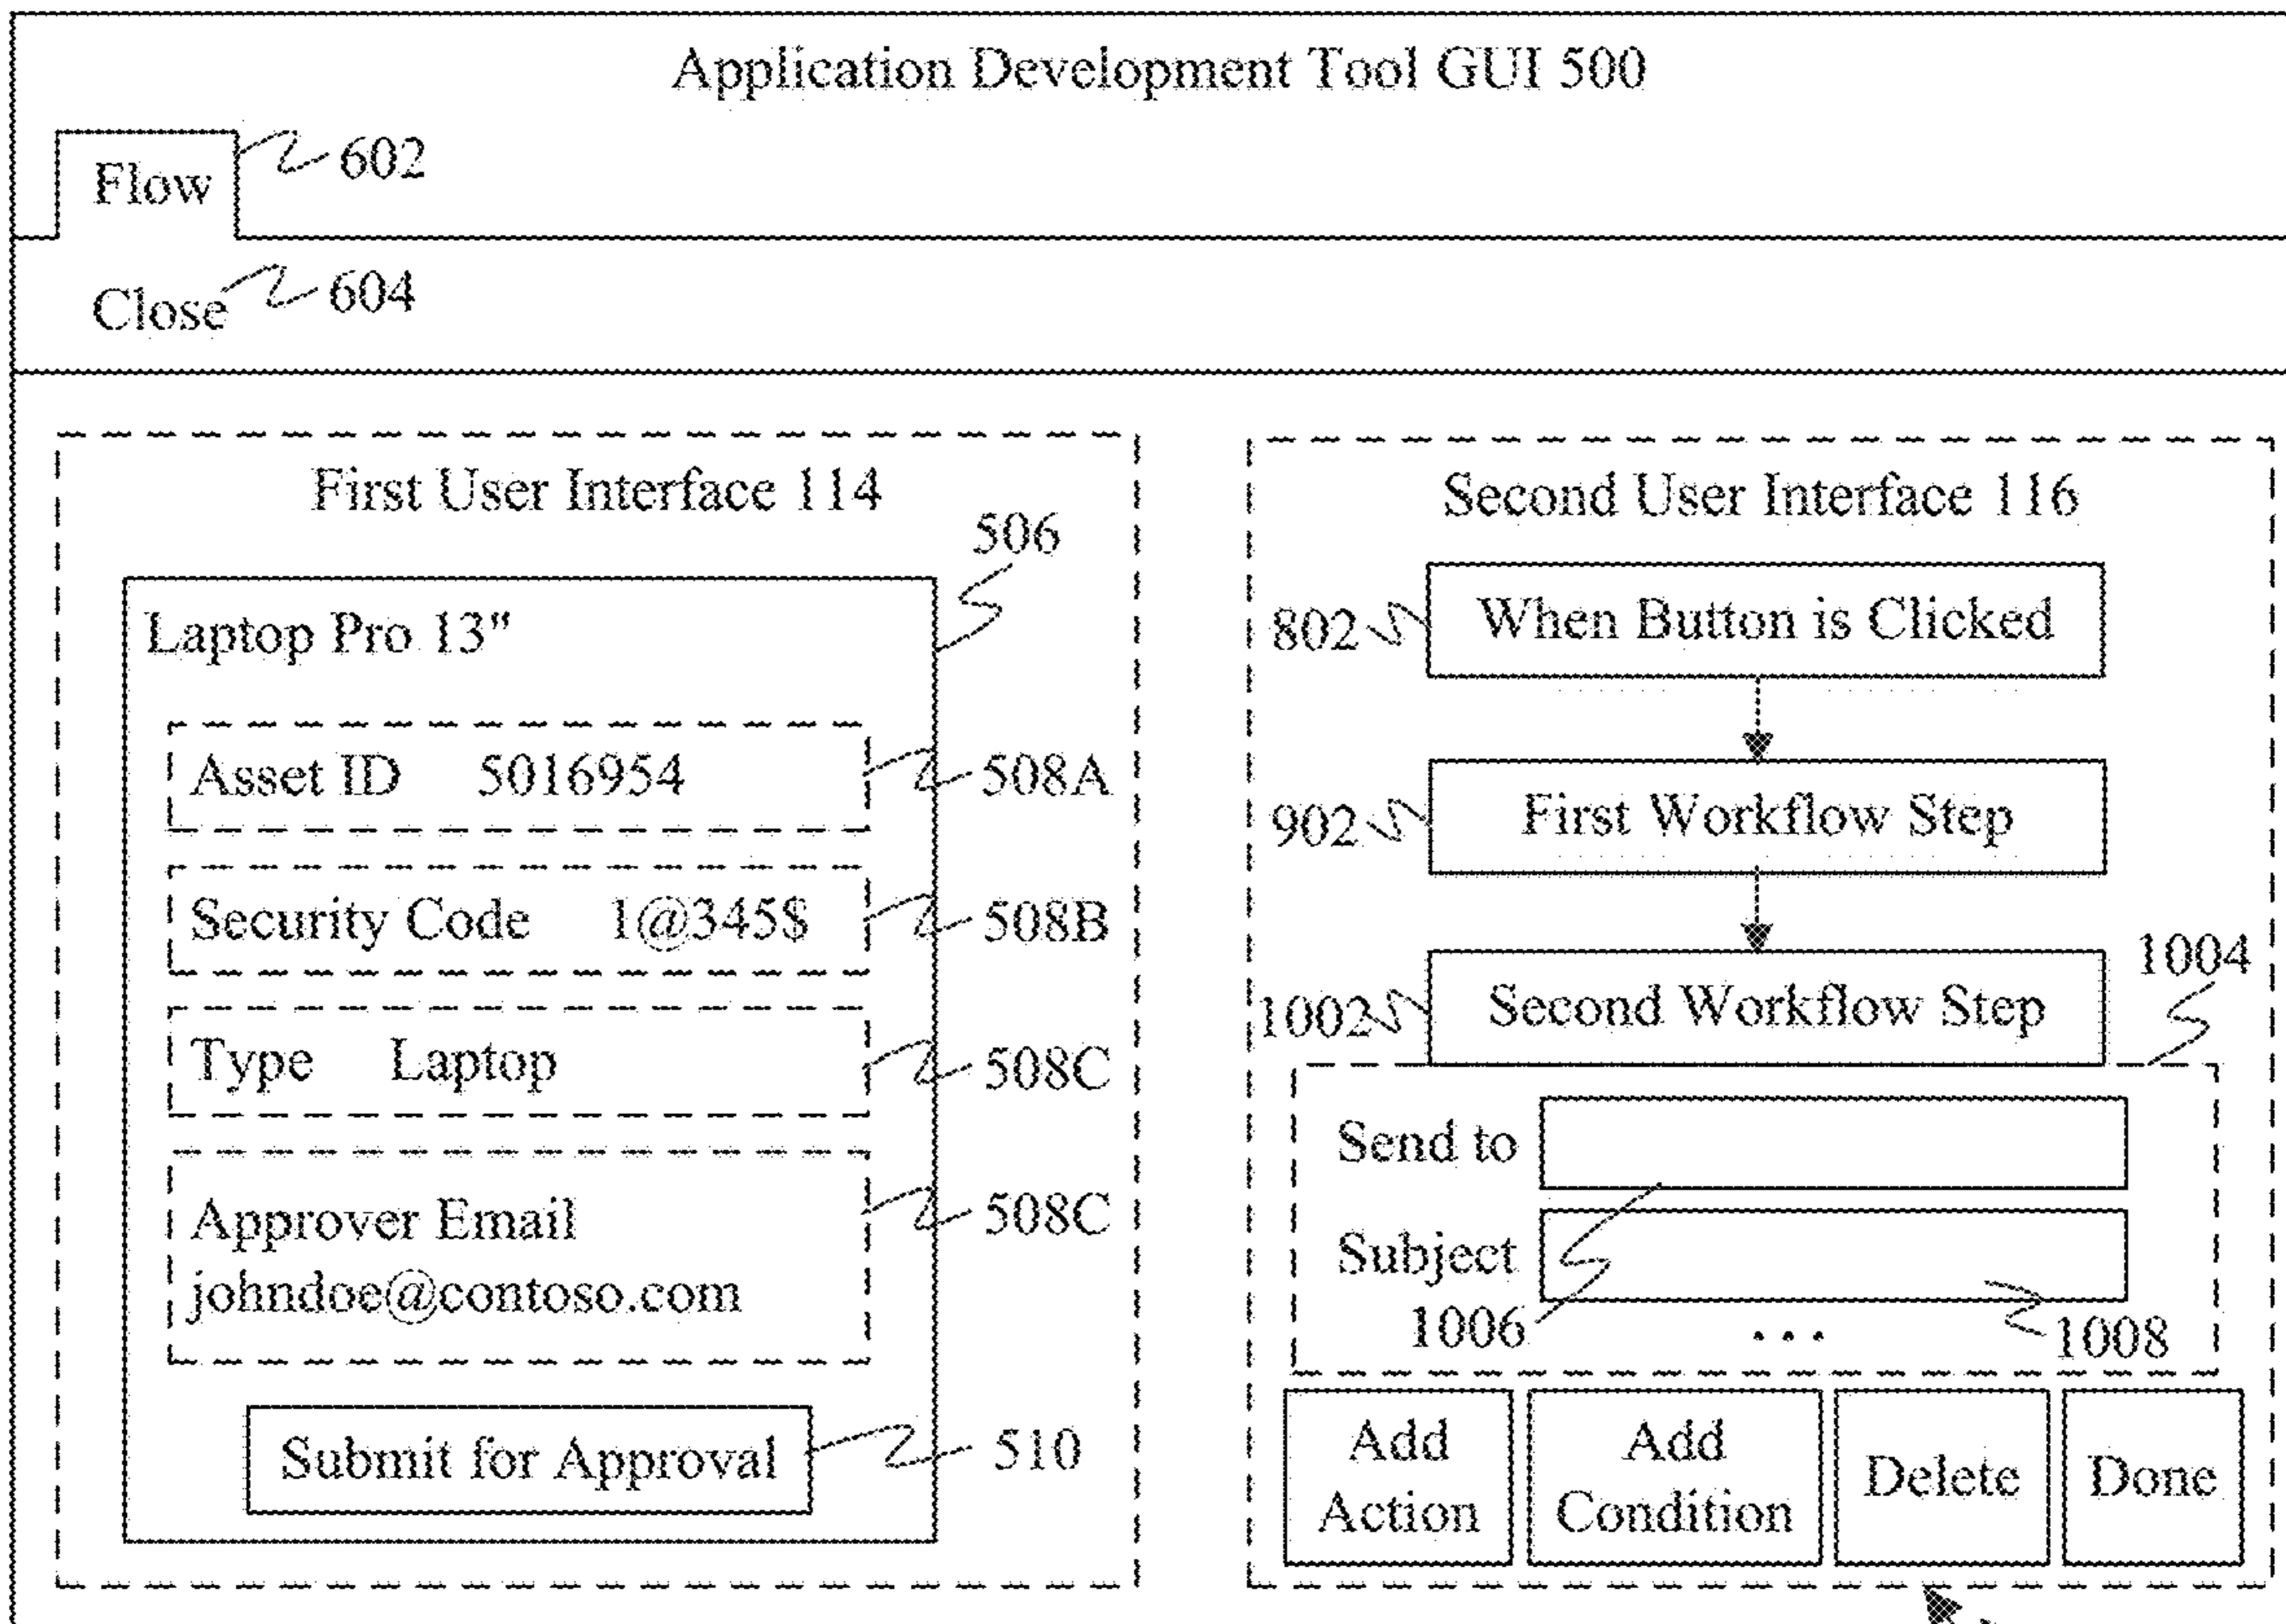 Application Development Tool GUI 500
Flow
602
Close
604
First User Interface 114
506
Laptop Pro 13"
Asset ID 5016954
508A
Security Code 1@345$
508B
Type Laptop
508C
Approver Email
johndoe@contoso.com
508C
Submit for Approval
510
Second User Interface 116
802
When Button is Clicked
902
First Workflow Step
1004
1002
Second Workflow Step
Send to
Subject
1006
...
1008
Add
Action
Add
Condition
Delete
Done